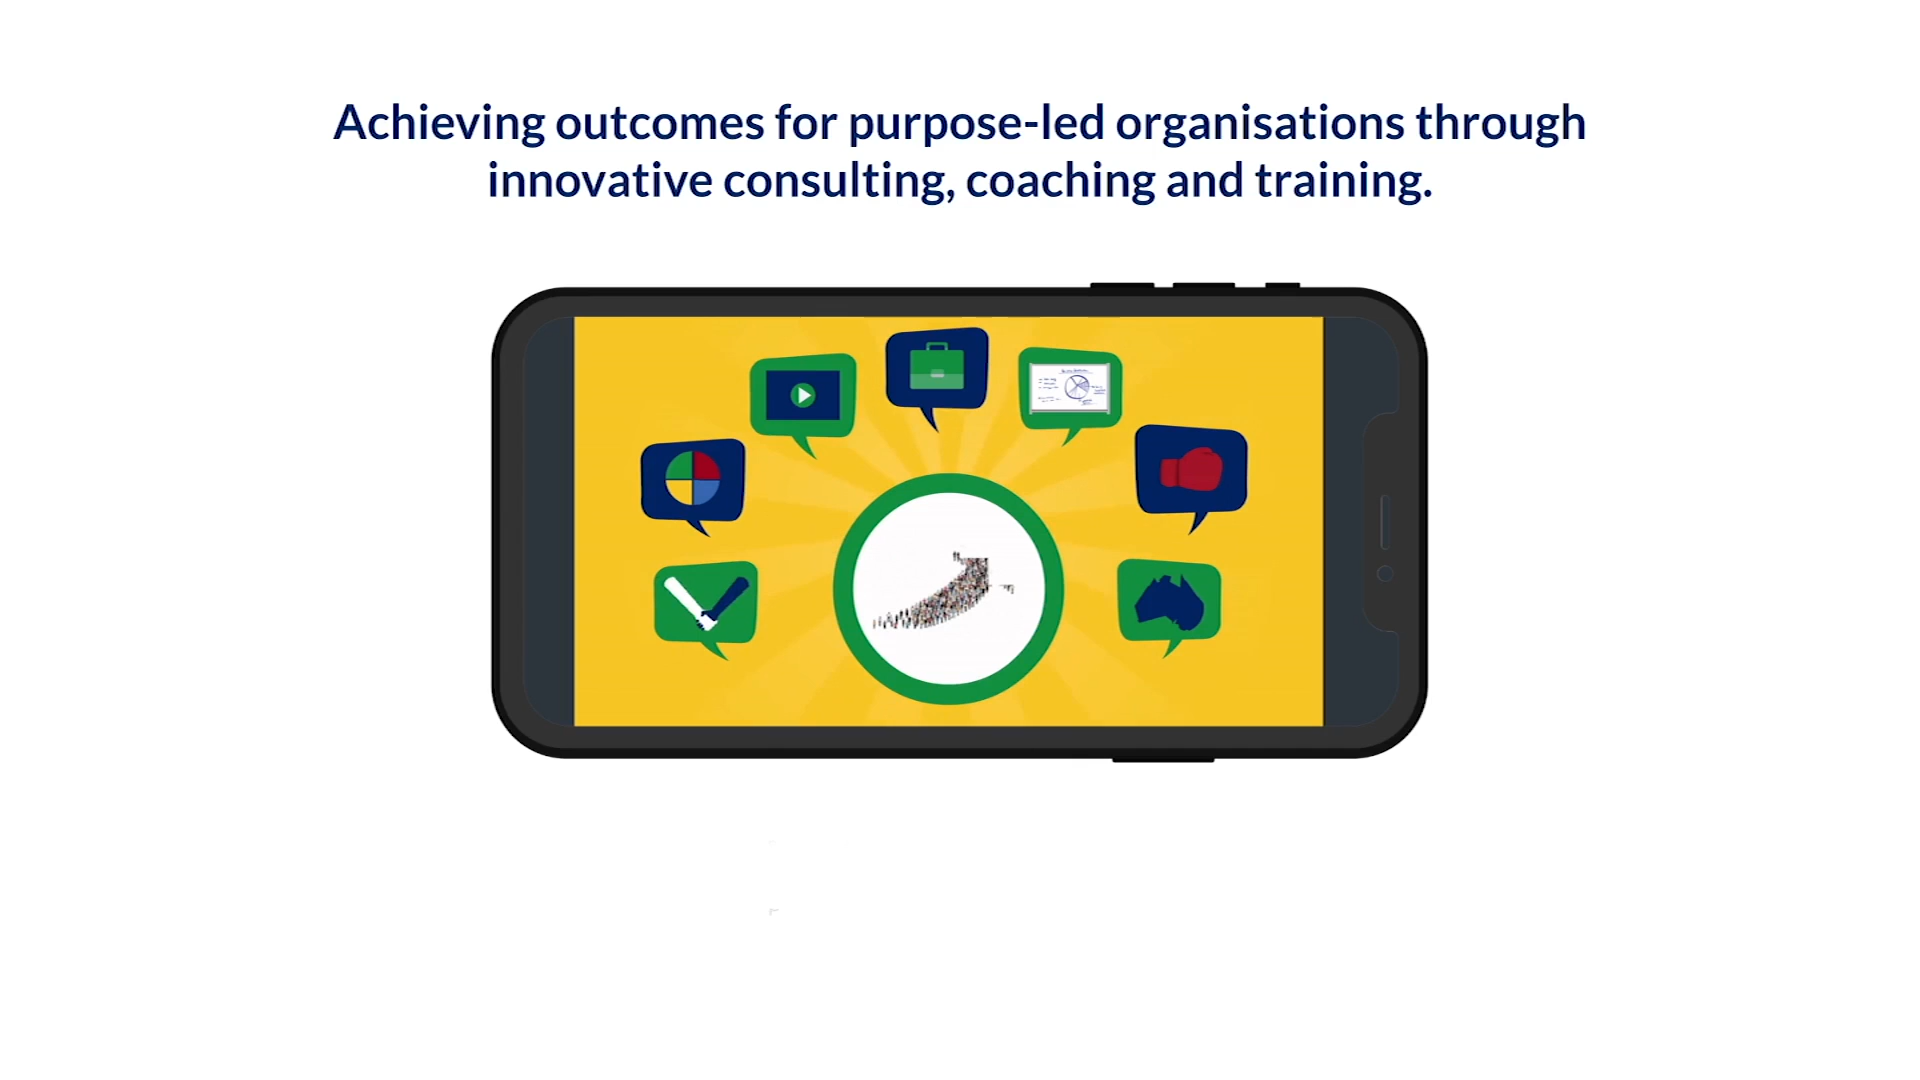 Achieving outcomes for purpose-led organisations through
innovative consulting, coaching and training.